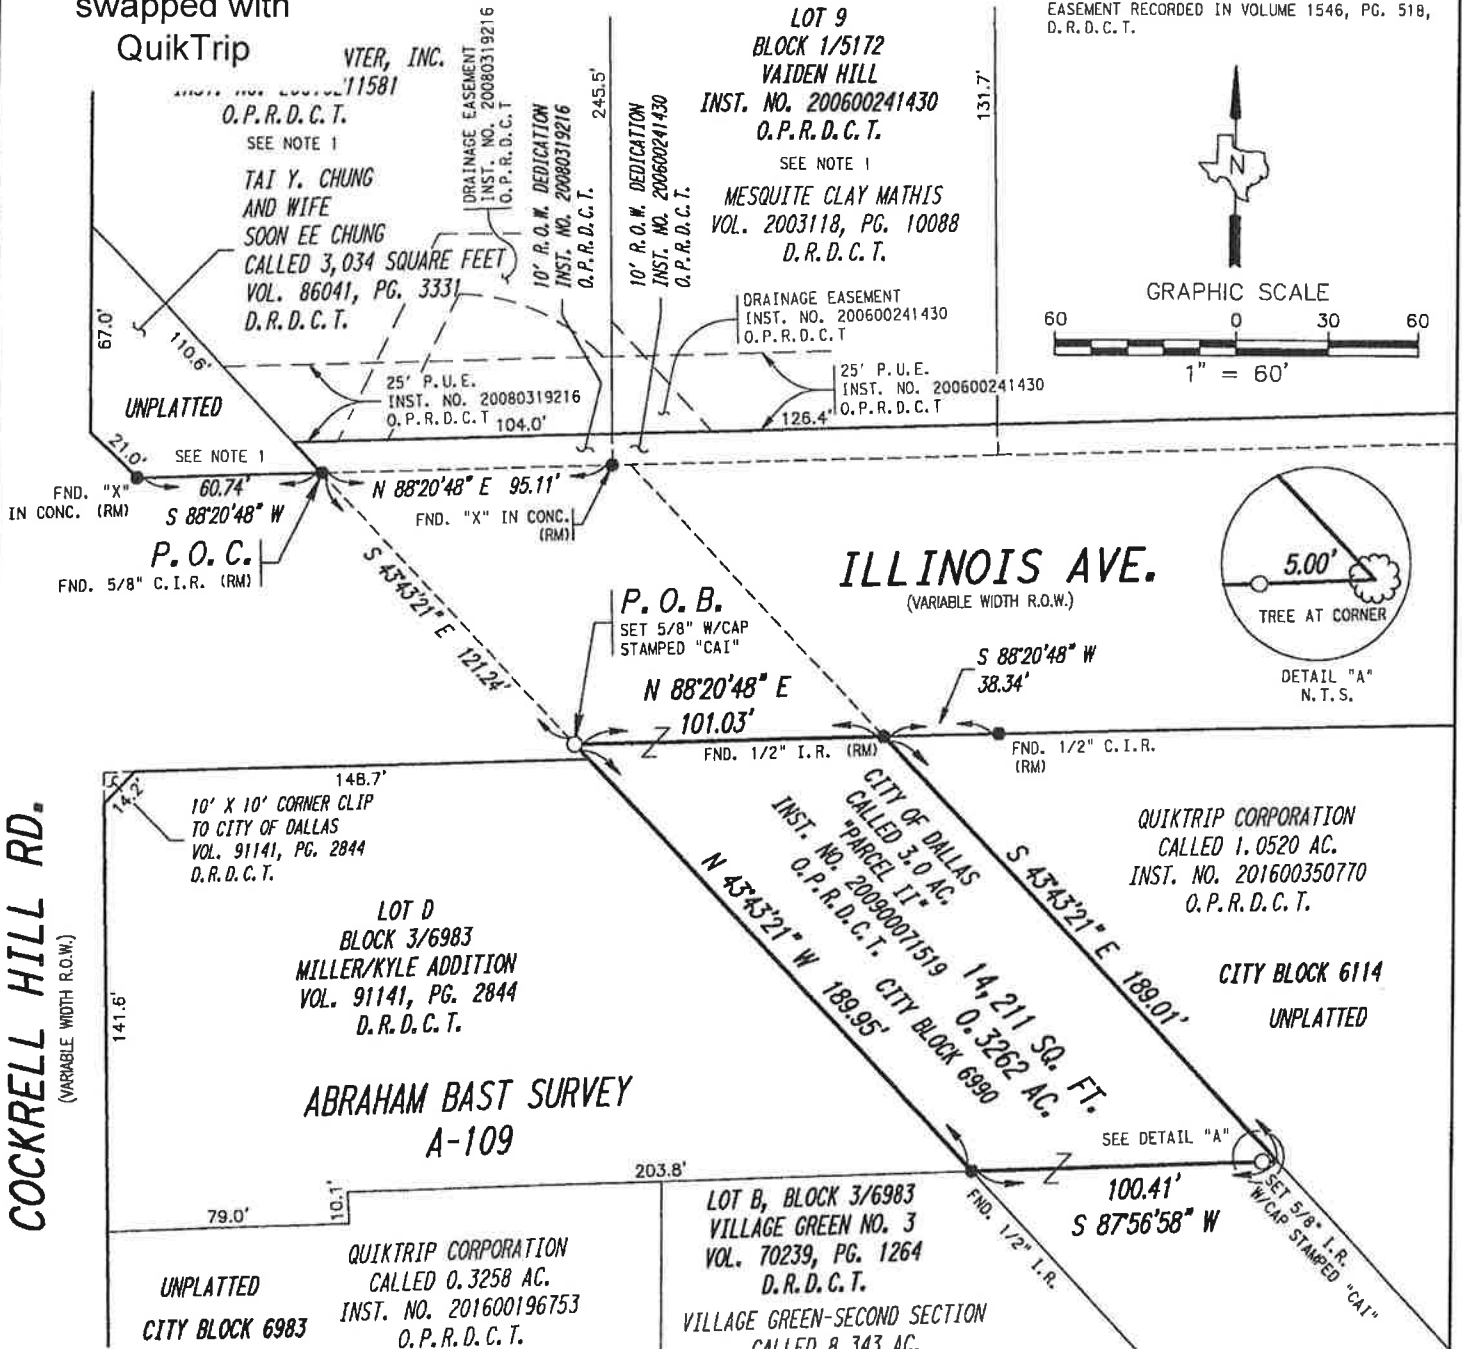 swapped with
QuikTrip
VTER, INC.
11581
O.P.R.D.C.T.
SEE NOTE 1
TAI Y. CHUNG
AND WIFE
SOON EE CHUNG
CALLED 3,034 SQUARE FEET
VOL. 86041, PG. 3331
D.R.D.C.T.
DRAINAGE EASEMENT
INST. NO. 20080319216
O.P.R.D.C.T
10' R.O.W. DEDICATION
INST. NO. 20080319216
O.P.R.D.C.T.
245.5'
10' R.O.W. DEDICATION
INST. NO. 200600241430
O.P.R.D.C.T.
LOT 9
BLOCK 1/5172
VAIDEN HILL
INST. NO. 200600241430
O.P.R.D.C.T.
SEE NOTE 1
MESQUITE CLAY MATHIS
VOL. 2003118, PG. 10088
D.R.D.C.T.
131.7'
EASEMENT RECORDED IN VOLUME 1546, PG. 518,
D.R.D.C.T.
N
GRAPHIC SCALE
60 0 30 60
1" = 60'
DRAINAGE EASEMENT
INST. NO. 200600241430
O.P.R.D.C.T
25' P.U.E.
INST. NO. 200600241430
O.P.R.D.C.T
126.4'
67.0'
110.6'
UNPLATTED
25' P.U.E.
INST. NO. 20080319216
O.P.R.D.C.T
104.0'
21.0'
SEE NOTE 1
FND. "X"
IN CONC. (RM)
60.74'
S 88°20'48" W
N 88°20'48" E 95.11'
FND. "X" IN CONC.
(RM)
P.O.C.
FND. 5/8" C.I.R. (RM)
S 43°43'21" E 121.24'
ILLINOIS AVE.
(VARIABLE WIDTH R.O.W.)
5.00'
TREE AT CORNER
DETAIL "A"
N.T.S.
P.O.B.
SET 5/8" W/CAP
STAMPED "CAI"
N 88°20'48" E
101.03'
FND. 1/2" I.R. (RM)
S 88°20'48" W
38.34'
FND. 1/2" C.I.R.
(RM)
148.7'
14.2'
10' X 10' CORNER CLIP
TO CITY OF DALLAS
VOL. 91141, PG. 2844
D.R.D.C.T.
COCKRELL HILL RD.
(VARIABLE WIDTH R.O.W.)
141.6'
LOT D
BLOCK 3/6983
MILLER/KYLE ADDITION
VOL. 91141, PG. 2844
D.R.D.C.T.
ABRAHAM BAST SURVEY
A-109
CITY OF DALLAS
CALLED 3.0 AC.
"PARCEL II"
INST. NO. 200900071519
O.P.R.D.C.T.
N 43°43'21" W 189.95'
CITY BLOCK 6990
14,211 SQ. FT.
0.3262 AC.
S 43°43'21" E 189.01'
QUIKTRIP CORPORATION
CALLED 1.0520 AC.
INST. NO. 201600350770
O.P.R.D.C.T.
CITY BLOCK 6114
UNPLATTED
SEE DETAIL "A"
100.41'
S 87°56'58" W
SET 5/8" I.R.
W/CAP STAMPED "CAI"
FND. 1/2" I.R.
203.8'
79.0'
10.1'
UNPLATTED
CITY BLOCK 6983
QUIKTRIP CORPORATION
CALLED 0.3258 AC.
INST. NO. 201600196753
O.P.R.D.C.T.
LOT B, BLOCK 3/6983
VILLAGE GREEN NO. 3
VOL. 70239, PG. 1264
D.R.D.C.T.
VILLAGE GREEN-SECOND SECTION
CALLED 8.343 AC.